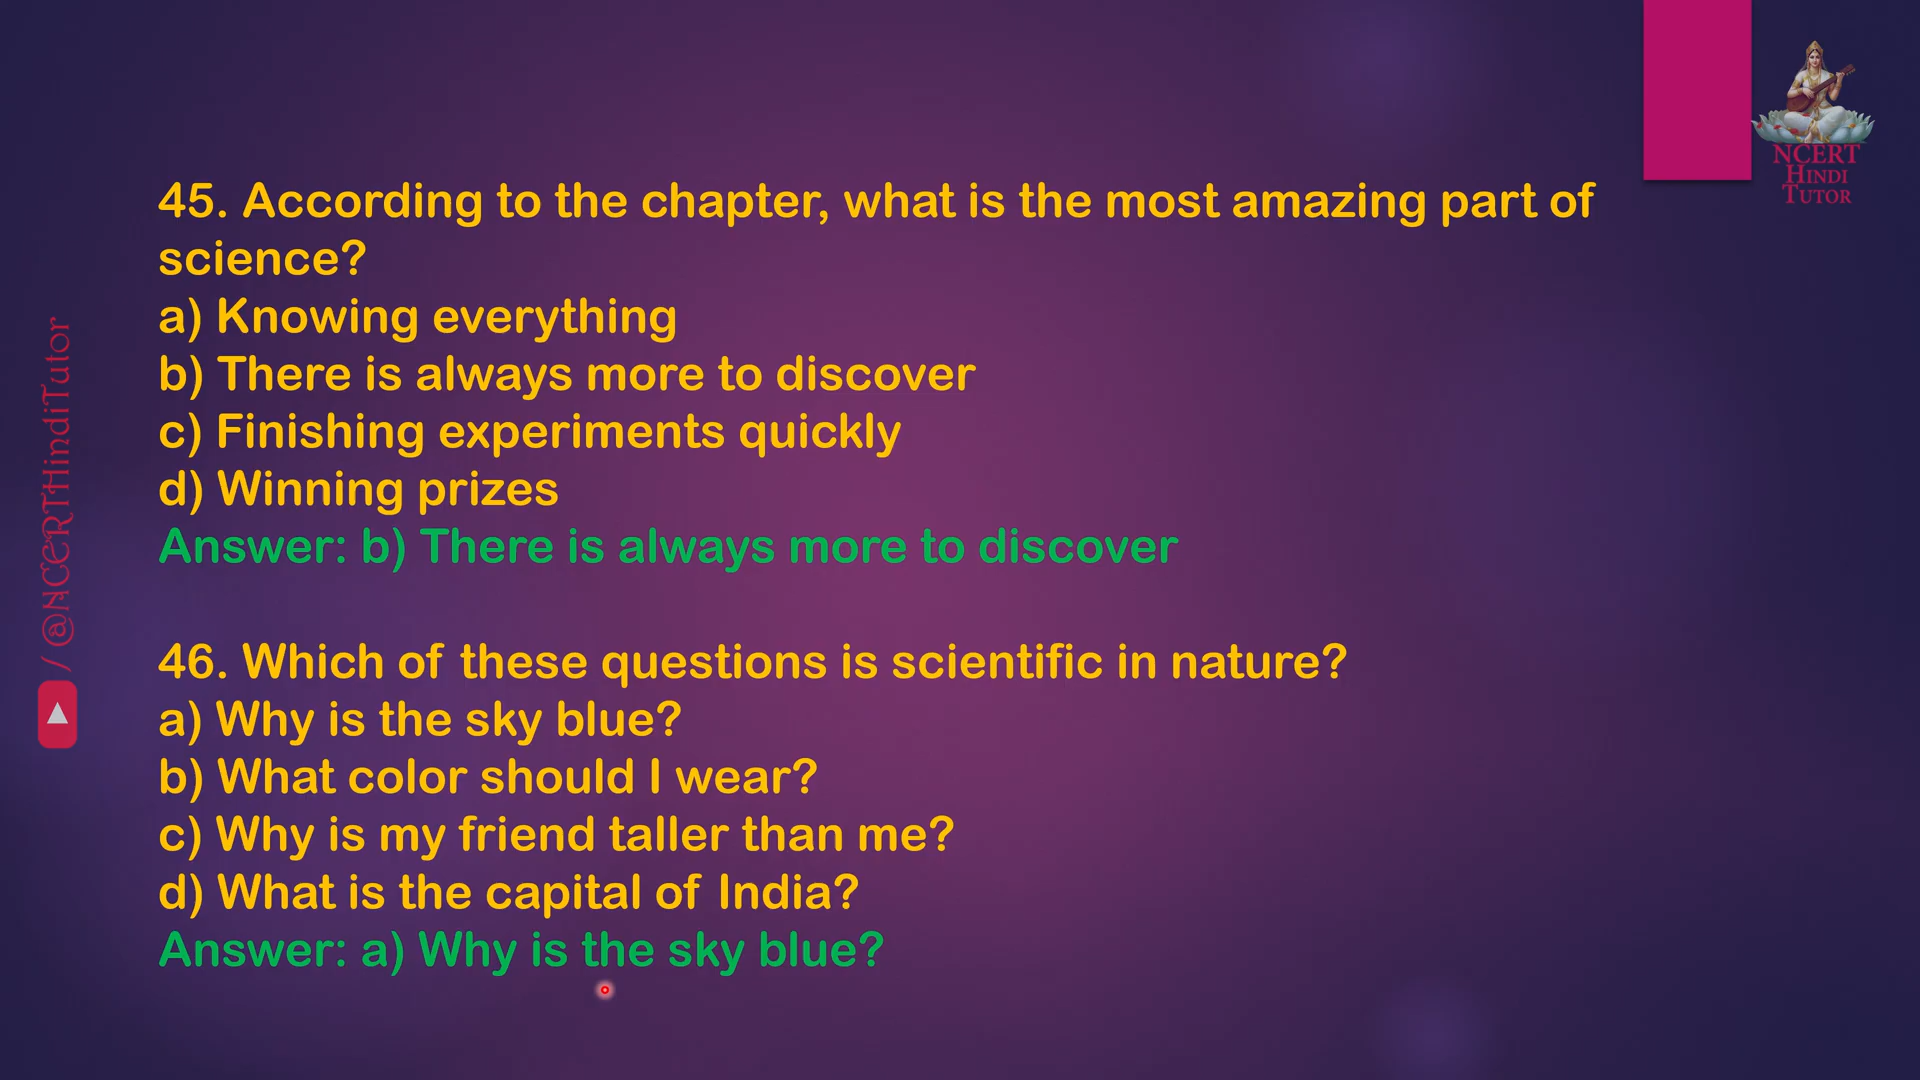 45. According to the chapter, what is the most amazing part of
science?
a) Knowing everything
b) There is always more to discover
c) Finishing experiments quickly
d) Winning prizes
Answer: b) There is always more to discover
46. Which of these questions is scientific in nature?
a) Why is the sky blue?
b) What color should I wear?
c) Why is my friend taller than me?
d) What is the capital of India?
Answer: a) Why is the sky blue?
NCERT
HINDI
TUTOR
/ @NCERTHindiTutor